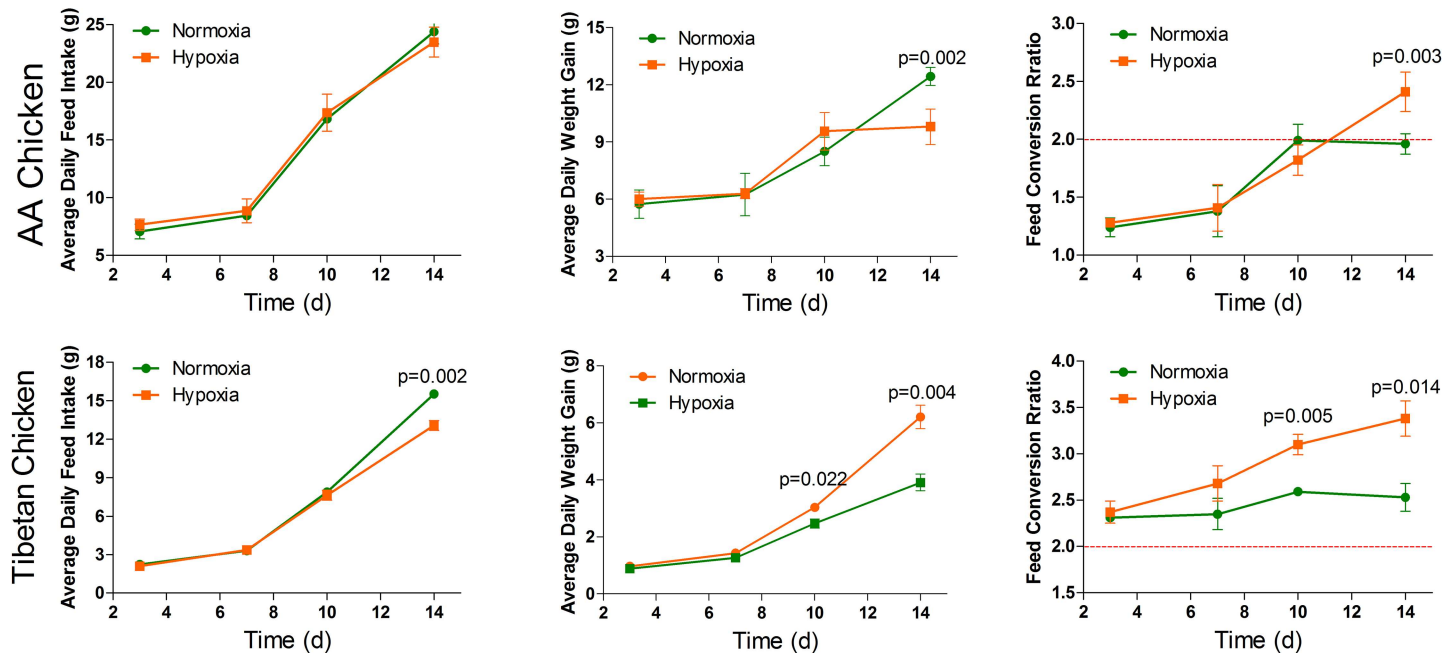 AA Chicken
Average Daily Feed Intake (g)
25
20
15
10
5
Normoxia
Hypoxia
2 4 6 8 10 12 14
Time (d)
Average Daily Weight Gain (g)
15
12
9
6
3
Normoxia
Hypoxia
p=0.002
2 4 6 8 10 12 14
Time (d)
Feed Conversion Rratio
3.0
2.5
2.0
1.5
1.0
Normoxia
Hypoxia
p=0.003
2 4 6 8 10 12 14
Time (d)
Tibetan Chicken
Average Daily Feed Intake (g)
18
15
12
9
6
3
0
Normoxia
Hypoxia
p=0.002
2 4 6 8 10 12 14
Time (d)
Average Daily Weight Gain (g)
8
6
4
2
0
Normoxia
Hypoxia
p=0.004
p=0.022
2 4 6 8 10 12 14
Time (d)
Feed Conversion Rratio
4.0
3.5
3.0
2.5
2.0
1.5
Normoxia
Hypoxia
p=0.014
p=0.005
2 4 6 8 10 12 14
Time (d)